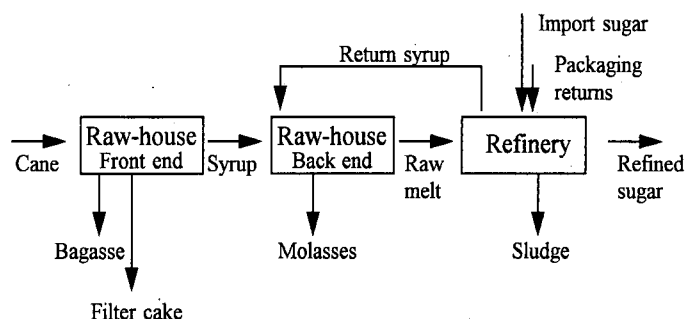 Import sugar
Return syrup
Packaging
returns
Raw-house
Front end
Raw-house
Back end
Refinery
Cane
Syrup
Raw
melt
Refined
sugar
Bagasse
Molasses
Sludge
Filter cake